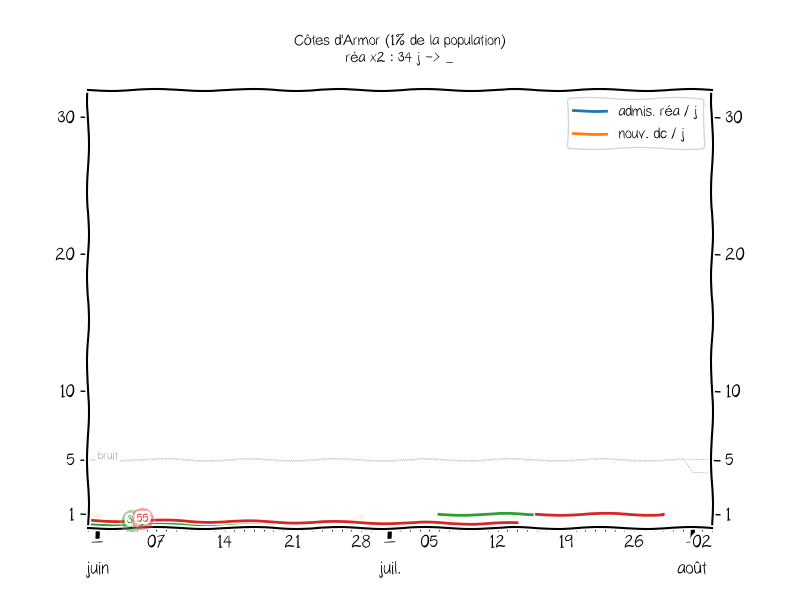 Côtes d'Armor (1% de la population)
réa x2 : 34 j -> _
admis. réa / j
nouv. dc / j
30
30
20
20
10
10
bruit
5
5
55
1
1
07
14
21
28
05
12
19
26
02
juin
juil.
août